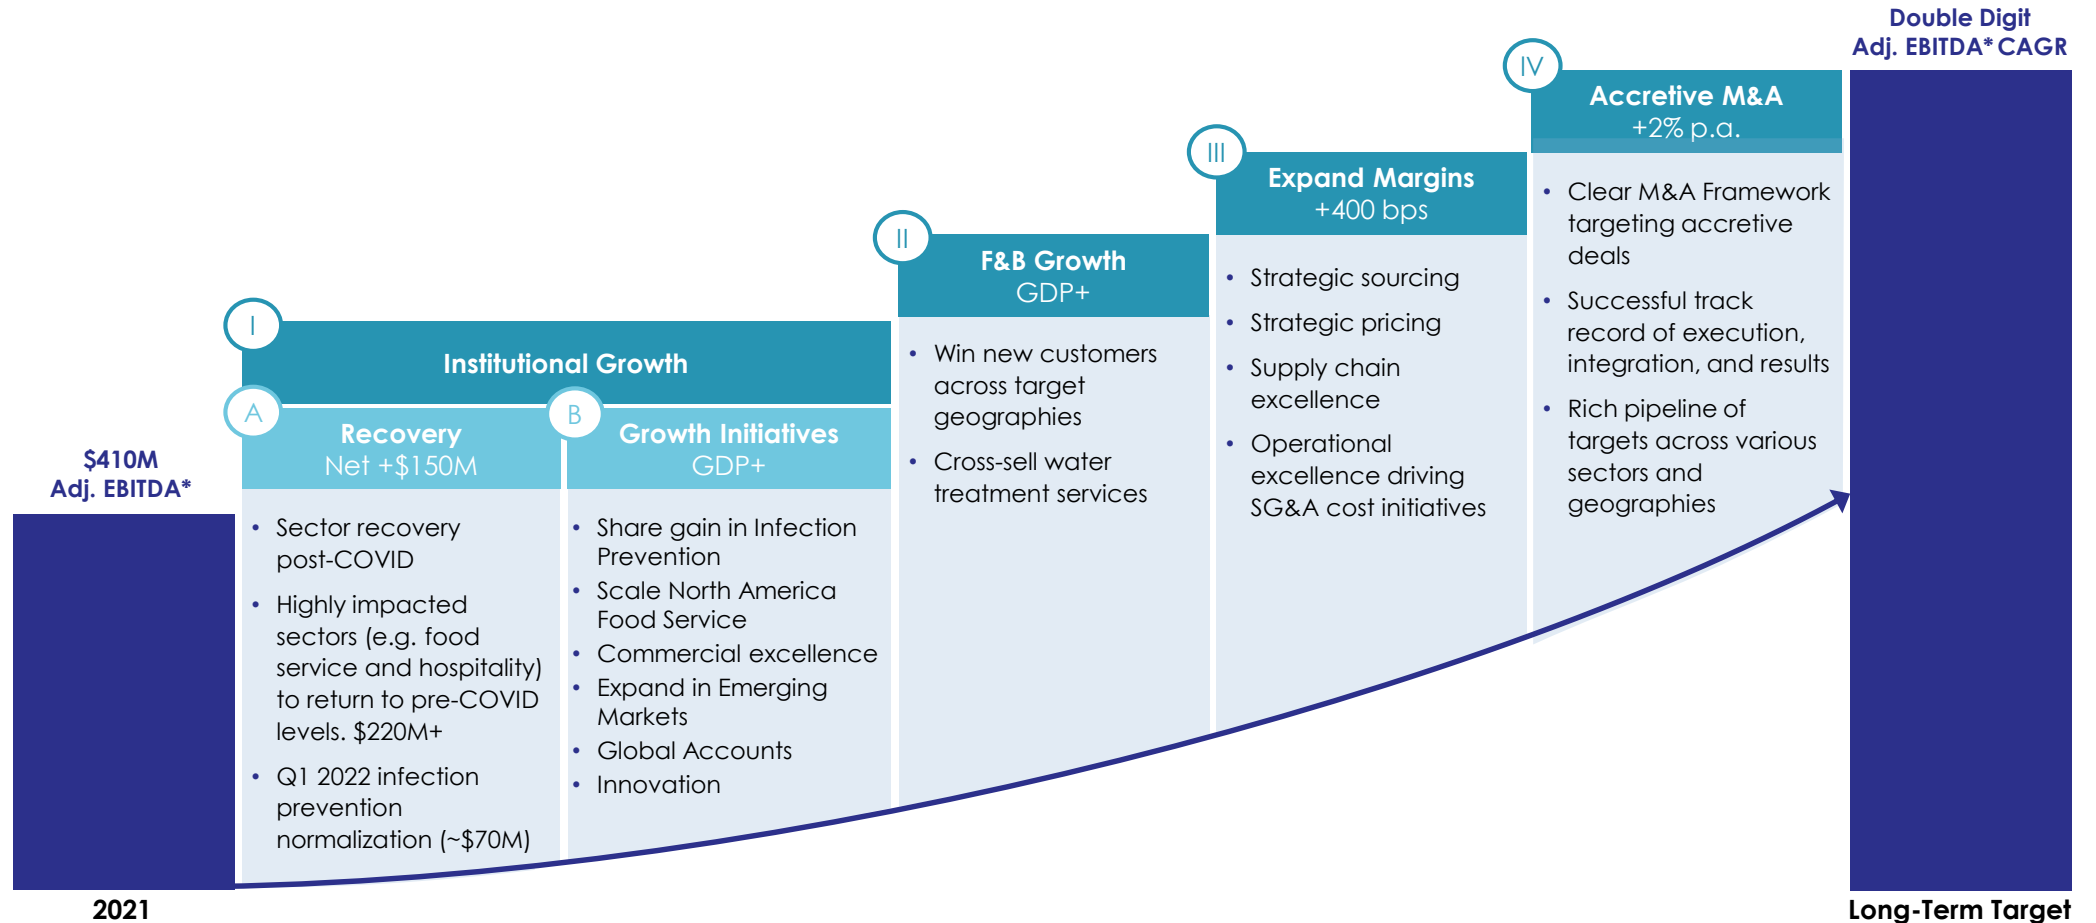 $410M
Adj. EBITDA*
2021
I
Institutional Growth
A
Recovery
Net +$150M
• Sector recovery
post-COVID
• Highly impacted
sectors (e.g. food
service and hospitality)
to return to pre-COVID
levels. $220M+
• Q1 2022 infection
prevention
normalization (~$70M)
B
Growth Initiatives
GDP+
• Share gain in Infection
Prevention
• Scale North America
Food Service
• Commercial excellence
• Expand in Emerging
Markets
• Global Accounts
• Innovation
II
F&B Growth
GDP+
• Win new customers
across target
geographies
• Cross-sell water
treatment services
III
Expand Margins
+400 bps
• Strategic sourcing
• Strategic pricing
• Supply chain
excellence
• Operational
excellence driving
SG&A cost initiatives
IV
Accretive M&A
+2% p.a.
• Clear M&A Framework
targeting accretive
deals
• Successful track
record of execution,
integration, and results
• Rich pipeline of
targets across various
sectors and
geographies
Double Digit
Adj. EBITDA* CAGR
Long-Term Target